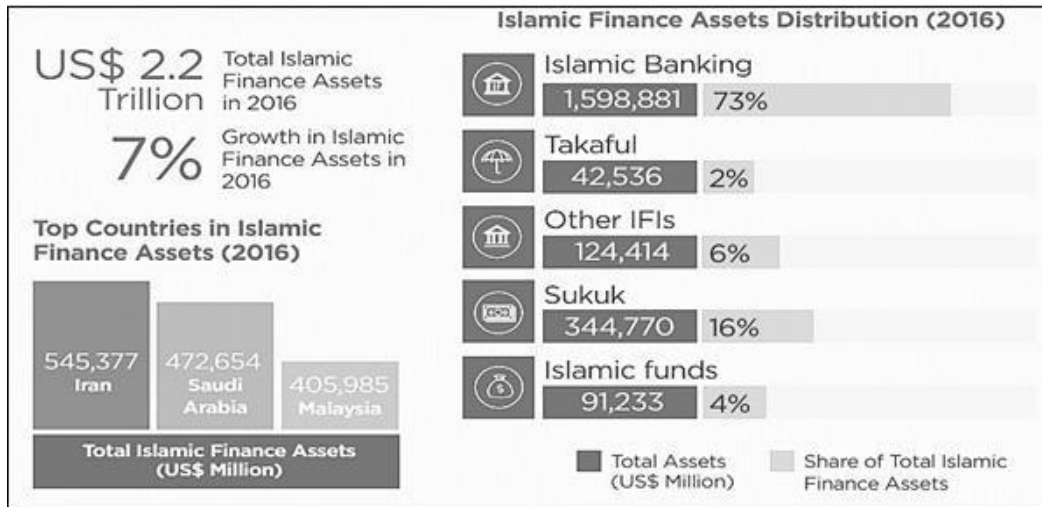 US$ 2.2
Trillion
Total Islamic
Finance Assets
in 2016
7%
Growth in Islamic
Finance Assets in
2016
Top Countries in Islamic
Finance Assets (2016)
545,377
Iran
472,654
Saudi
Arabia
405,985
Malaysia
Total Islamic Finance Assets
(US$ Million)
Islamic Finance Assets Distribution (2016)
Islamic Banking
1,598,881 73%
Takaful
42,536 2%
Other IFIs
124,414 6%
Sukuk
344,770 16%
Islamic funds
91,233 4%
Total Assets
(US$ Million)
Share of Total Islamic
Finance Assets